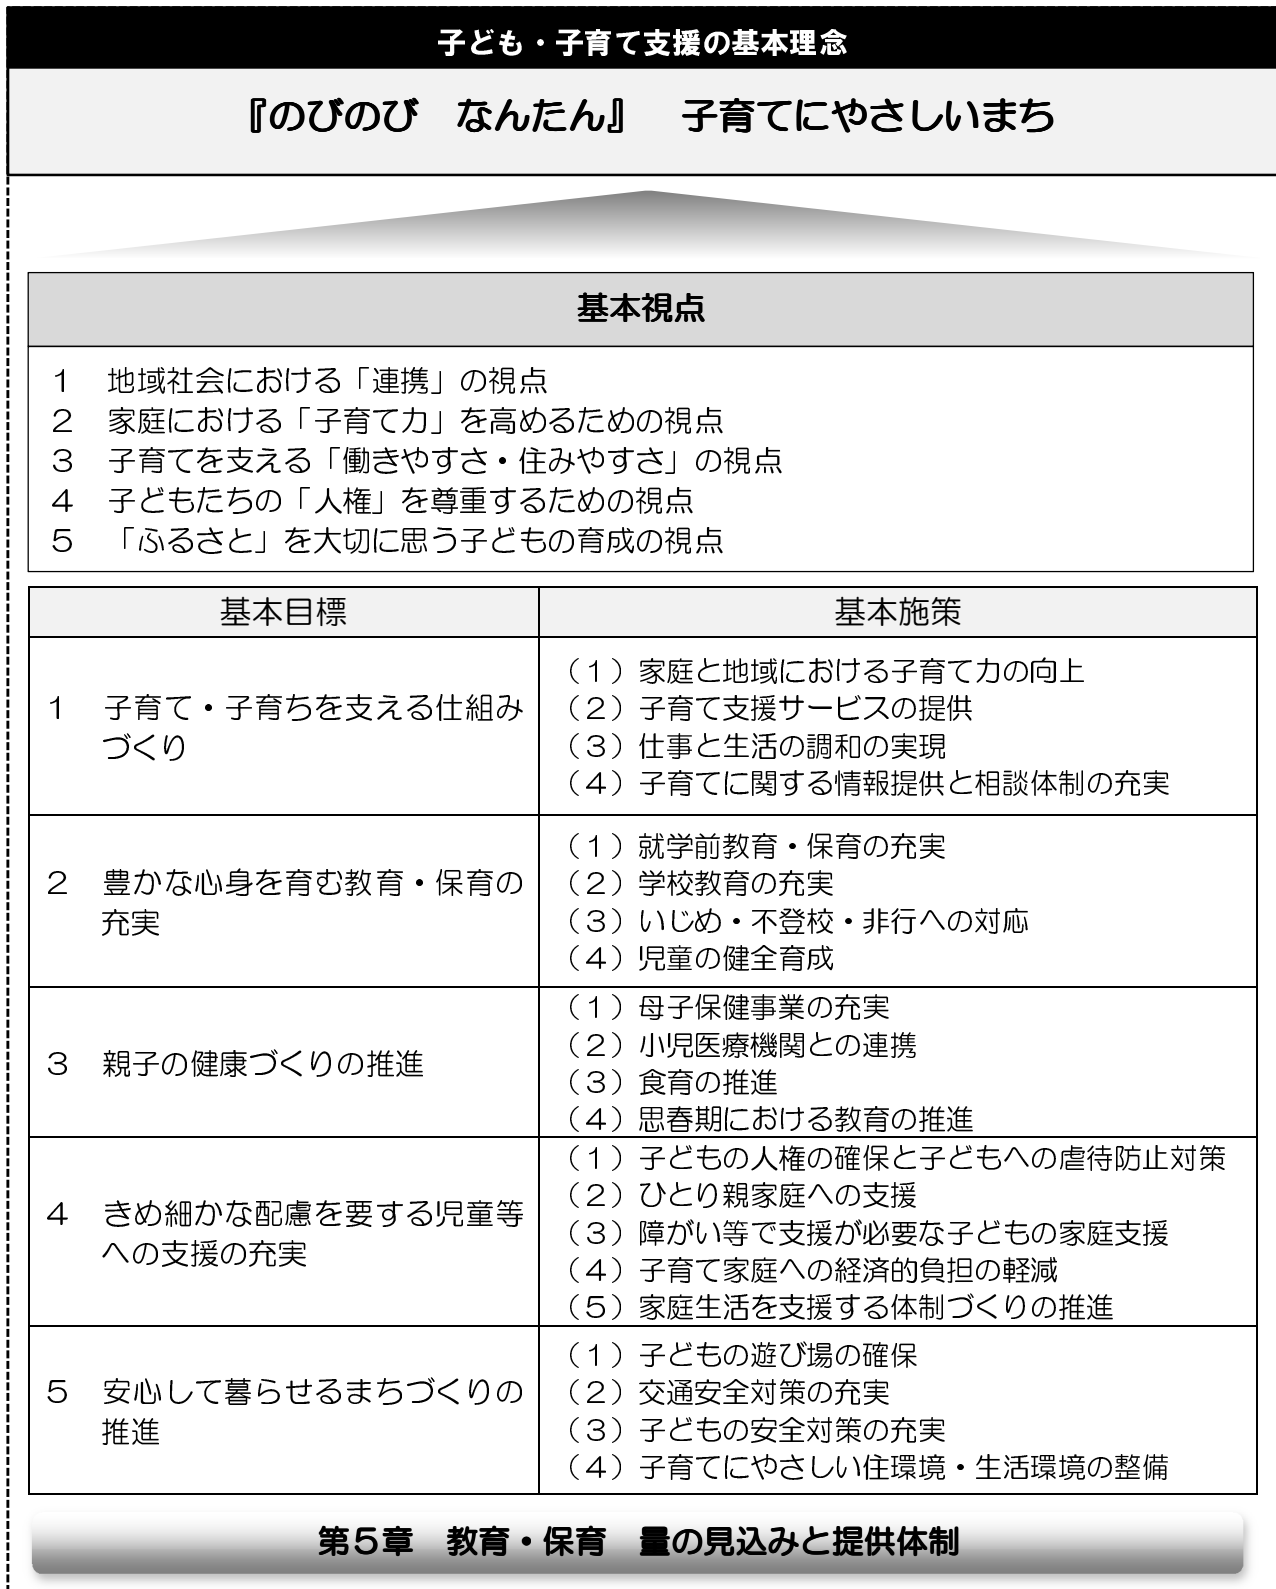 子ども・子育て支援の基本理念
『のびのび　なんたん』　子育てにやさしいまち
基本視点
１　地域社会における「連携」の視点
２　家庭における「子育て力」を高めるための視点
３　子育てを支える「働きやすさ・住みやすさ」の視点
４　子どもたちの「人権」を尊重するための視点
５　「ふるさと」を大切に思う子どもの育成の視点
基本目標
基本施策
１　子育て・子育ちを支える仕組み
づくり
（１）家庭と地域における子育て力の向上
（２）子育て支援サービスの提供
（３）仕事と生活の調和の実現
（４）子育てに関する情報提供と相談体制の充実
２　豊かな心身を育む教育・保育の
充実
（１）就学前教育・保育の充実
（２）学校教育の充実
（３）いじめ・不登校・非行への対応
（４）児童の健全育成
３　親子の健康づくりの推進
（１）母子保健事業の充実
（２）小児医療機関との連携
（３）食育の推進
（４）思春期における教育の推進
４　きめ細かな配慮を要する児童等
への支援の充実
（１）子どもの人権の確保と子どもへの虐待防止対策
（２）ひとり親家庭への支援
（３）障がい等で支援が必要な子どもの家庭支援
（４）子育て家庭への経済的負担の軽減
（５）家庭生活を支援する体制づくりの推進
５　安心して暮らせるまちづくりの
推進
（１）子どもの遊び場の確保
（２）交通安全対策の充実
（３）子どもの安全対策の充実
（４）子育てにやさしい住環境・生活環境の整備
第５章　教育・保育　量の見込みと提供体制